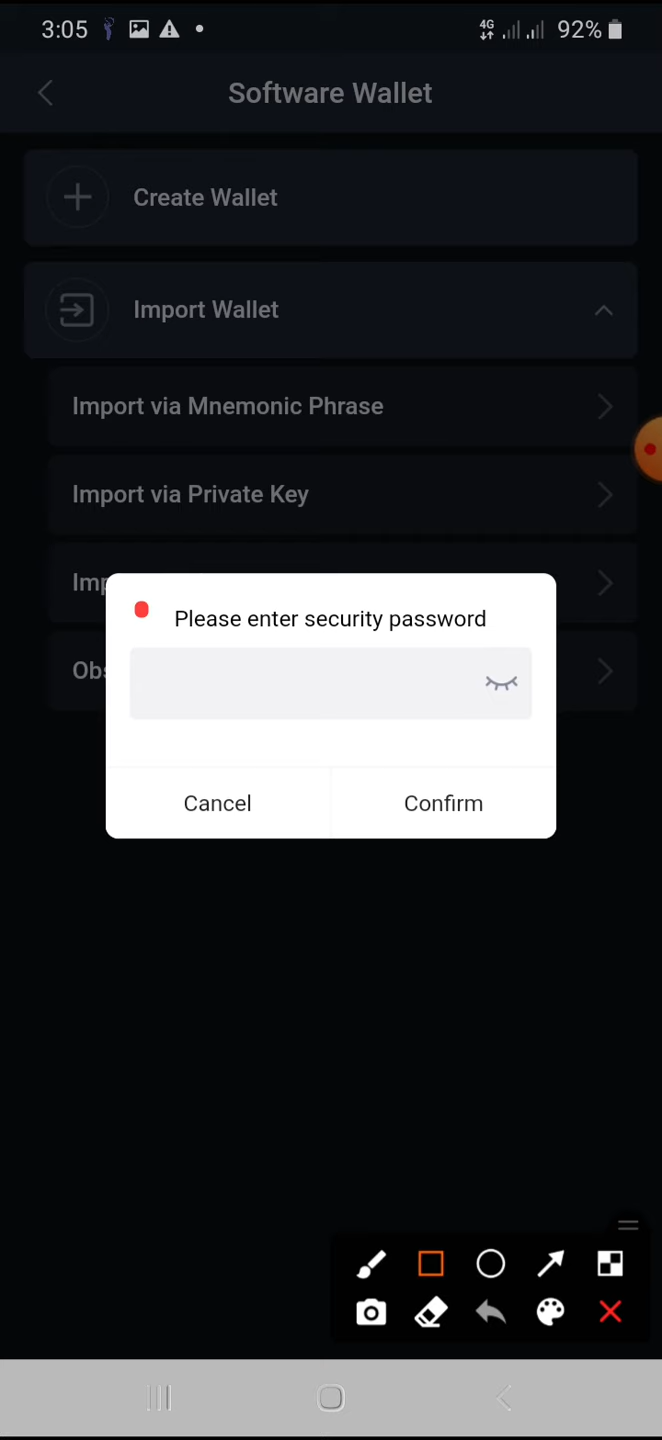 3:05
4G
92%
Software Wallet
Create Wallet
Import Wallet
Import via Mnemonic Phrase
Import via Private Key
Please enter security password
Cancel
Confirm